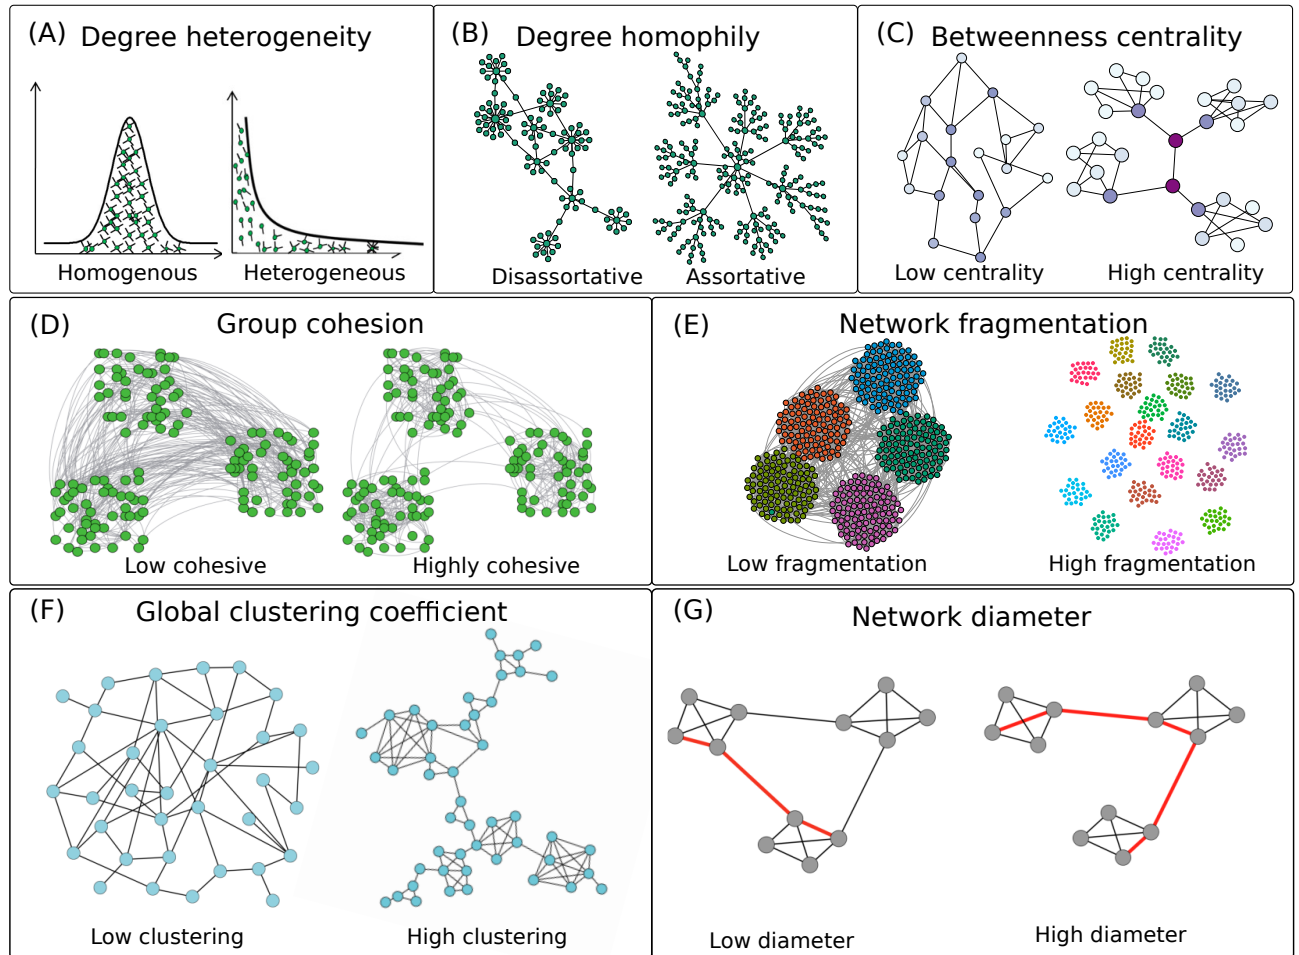 (A) Degree heterogeneity
Homogenous
Heterogeneous
(B) Degree homophily
Disassortative
Assortative
(C) Betweenness centrality
Low centrality
High centrality
(D) Group cohesion
Low cohesive
Highly cohesive
(E) Network fragmentation
Low fragmentation
High fragmentation
(F) Global clustering coefficient
Low clustering
High clustering
(G) Network diameter
Low diameter
High diameter